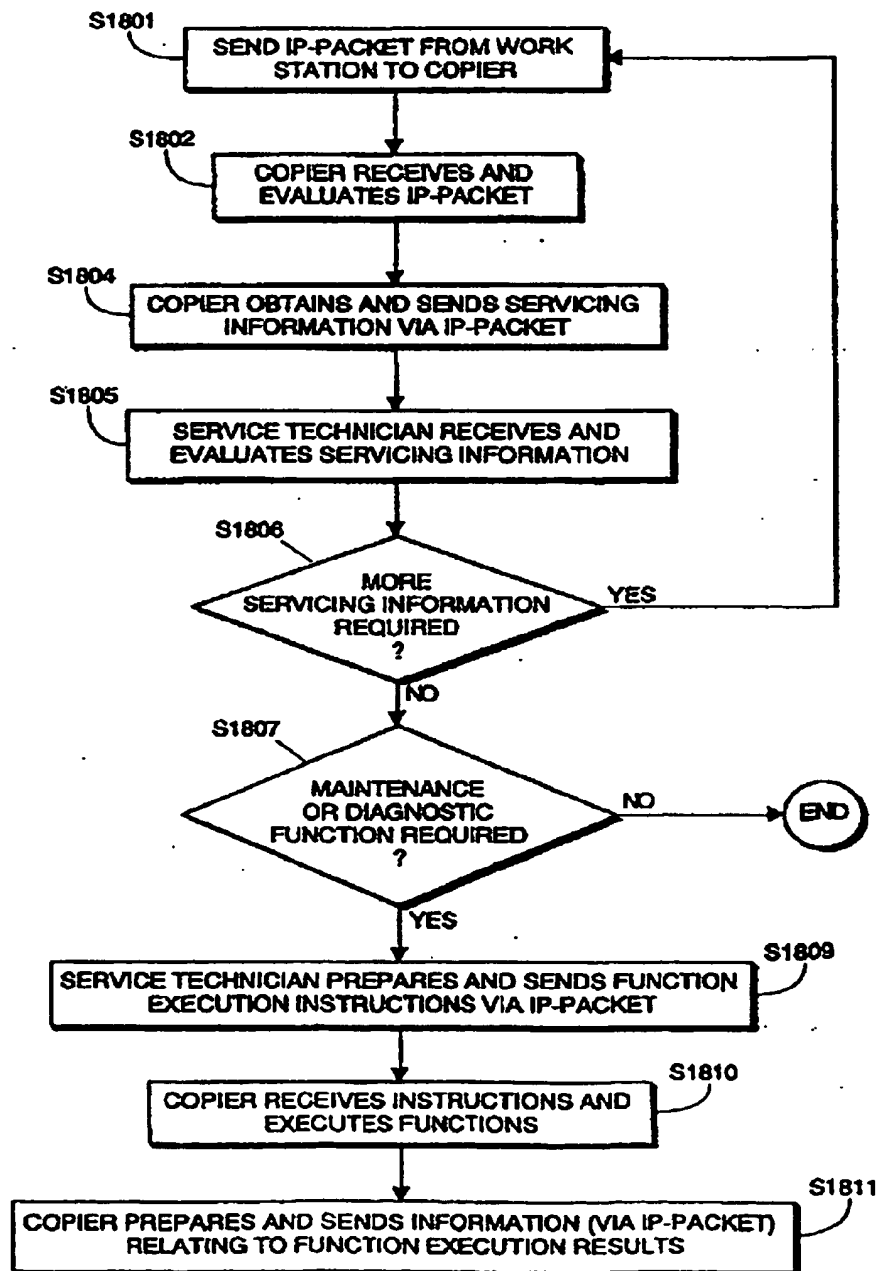 S1801
SEND IP-PACKET FROM WORK
STATION TO COPIER
S1802
COPIER RECEIVES AND
EVALUATES IP-PACKET
S1804
COPIER OBTAINS AND SENDS SERVICING
INFORMATION VIA IP-PACKET
S1805
SERVICE TECHNICIAN RECEIVES AND
EVALUATES SERVICING INFORMATION
S1806
MORE
SERVICING INFORMATION
REQUIRED
?
YES
NO
S1807
MAINTENANCE
OR DIAGNOSTIC
FUNCTION REQUIRED
?
NO
END
YES
S1809
SERVICE TECHNICIAN PREPARES AND SENDS FUNCTION
EXECUTION INSTRUCTIONS VIA IP-PACKET
S1810
COPIER RECEIVES INSTRUCTIONS AND
EXECUTES FUNCTIONS
S1811
COPIER PREPARES AND SENDS INFORMATION (VIA IP-PACKET)
RELATING TO FUNCTION EXECUTION RESULTS